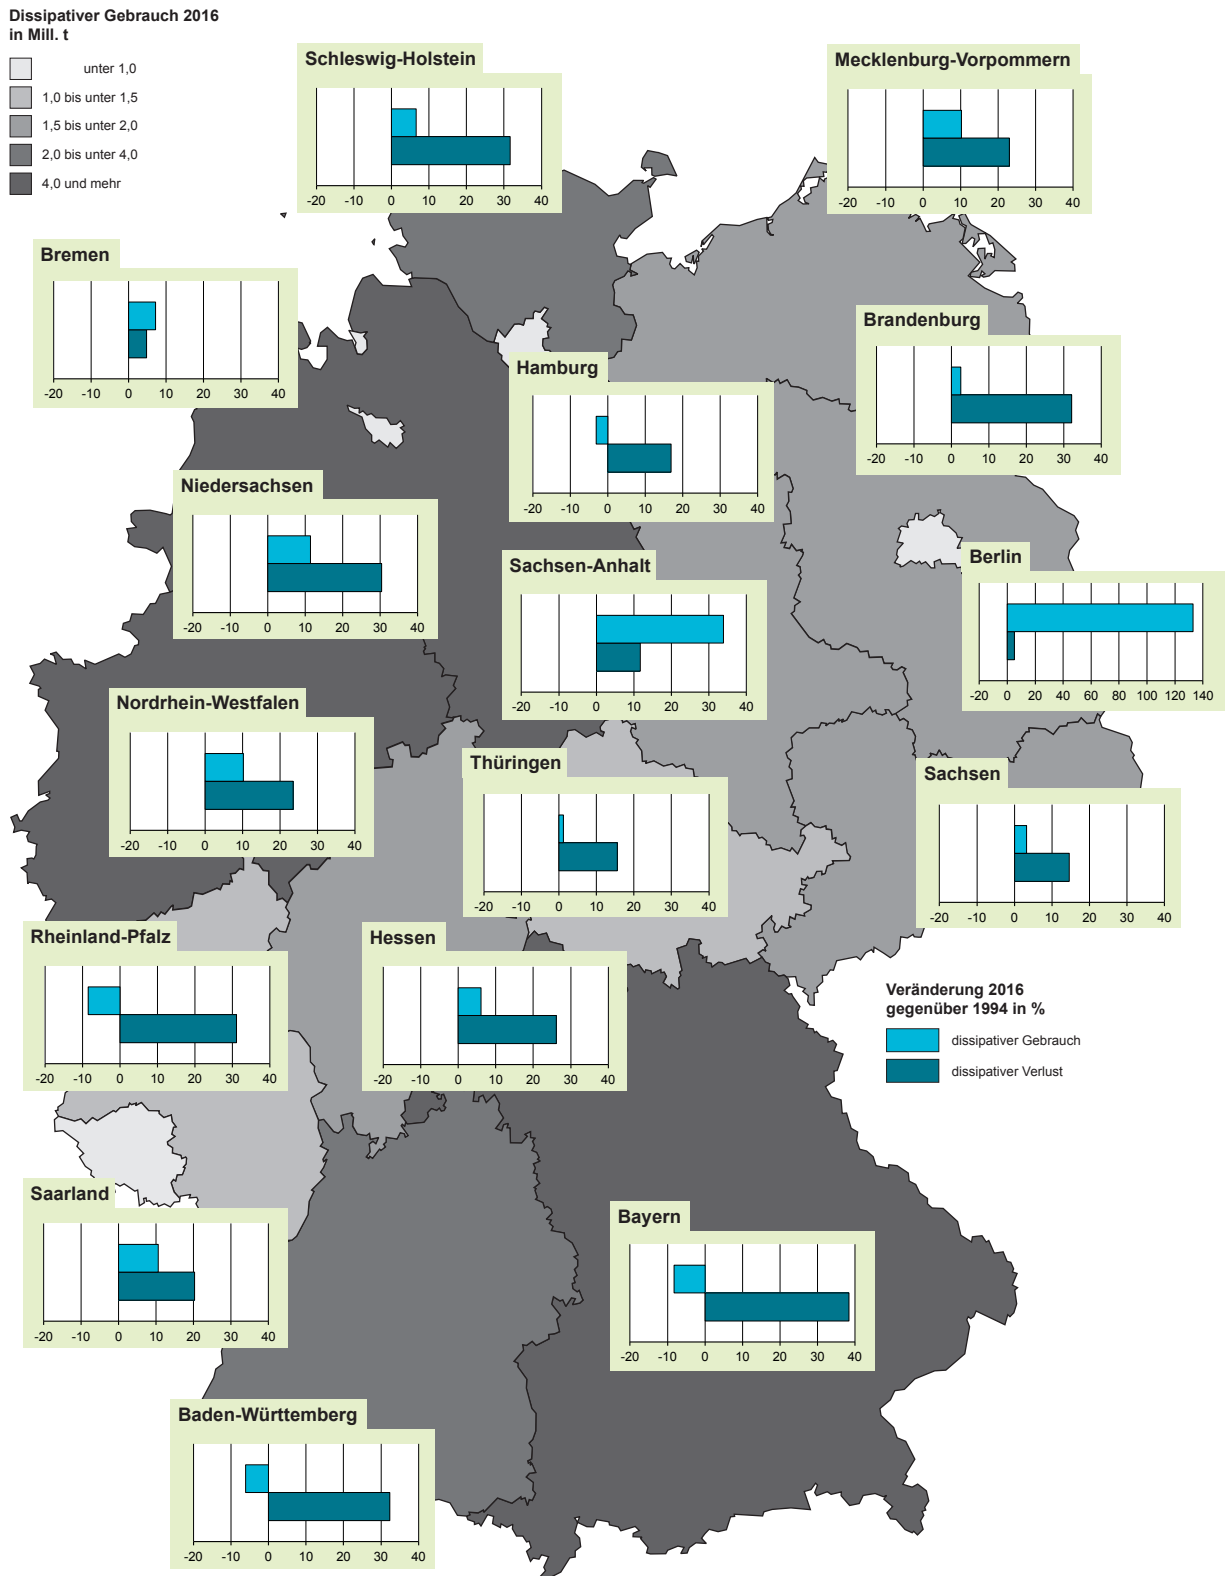 Dissipativer Gebrauch 2016
in Mill. t
unter 1,0
1,0 bis unter 1,5
1,5 bis unter 2,0
2,0 bis unter 4,0
4,0 und mehr
Schleswig-Holstein
-20 -10 0 10 20 30 40
Mecklenburg-Vorpommern
-20 -10 0 10 20 30 40
Bremen
-20 -10 0 10 20 30 40
Brandenburg
-20 -10 0 10 20 30 40
Hamburg
-20 -10 0 10 20 30 40
Niedersachsen
-20 -10 0 10 20 30 40
Sachsen-Anhalt
-20 -10 0 10 20 30 40
Berlin
-20 0 20 40 60 80 100 120 140
Nordrhein-Westfalen
-20 -10 0 10 20 30 40
Thüringen
-20 -10 0 10 20 30 40
Sachsen
-20 -10 0 10 20 30 40
Rheinland-Pfalz
-20 -10 0 10 20 30 40
Hessen
-20 -10 0 10 20 30 40
Veränderung 2016
gegenüber 1994 in %
dissipativer Gebrauch
dissipativer Verlust
Saarland
-20 -10 0 10 20 30 40
Bayern
-20 -10 0 10 20 30 40
Baden-Württemberg
-20 -10 0 10 20 30 40